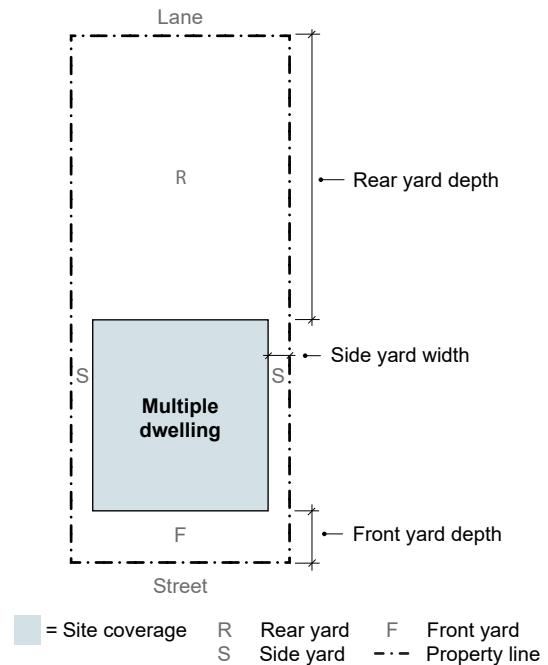 Lane
R
Rear yard depth
Side yard width
S
S
Multiple
dwelling
F
Front yard depth
Street
= Site coverage R Rear yard F Front yard
S Side yard Property line